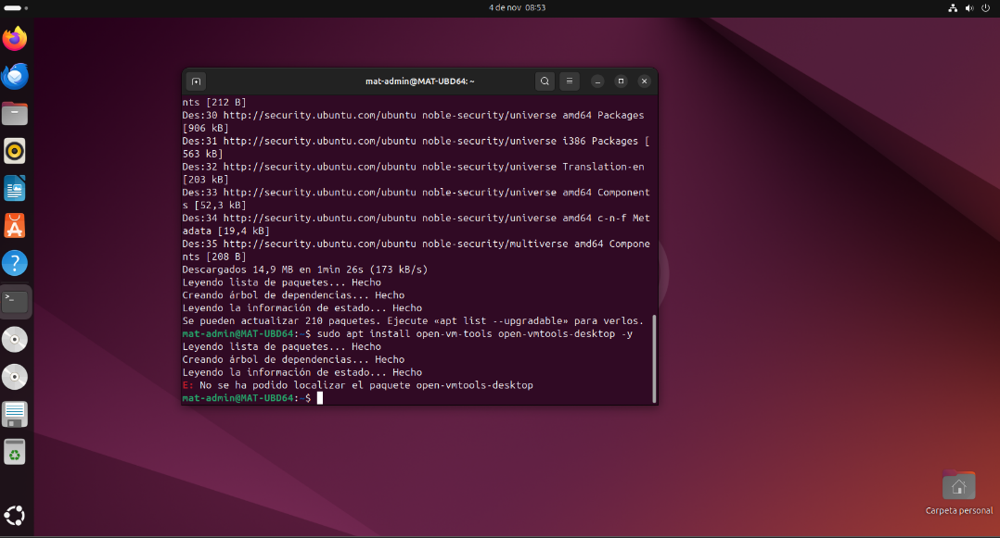 4 de nov 08:53
mat-admin@MAT-UBD64: ~
nts [212 B]
Des:30 http://security.ubuntu.com/ubuntu noble-security/universe amd64 Packages
[906 kB]
Des:31 http://security.ubuntu.com/ubuntu noble-security/universe i386 Packages [
563 kB]
Des:32 http://security.ubuntu.com/ubuntu noble-security/universe Translation-en
[203 kB]
Des:33 http://security.ubuntu.com/ubuntu noble-security/universe amd64 Component
s [52,3 kB]
Des:34 http://security.ubuntu.com/ubuntu noble-security/universe amd64 c-n-f Met
adata [19,4 kB]
Des:35 http://security.ubuntu.com/ubuntu noble-security/multiverse amd64 Compone
nts [208 B]
Descargados 14,9 MB en 1min 26s (173 kB/s)
Leyendo lista de paquetes... Hecho
Creando árbol de dependencias... Hecho
Leyendo la información de estado... Hecho
Se pueden actualizar 210 paquetes. Ejecute «apt list --upgradable» para verlos.
mat-admin@MAT-UBD64:~$ sudo apt install open-vm-tools open-vmtools-desktop -y
Leyendo lista de paquetes... Hecho
Creando árbol de dependencias... Hecho
Leyendo la información de estado... Hecho
E: No se ha podido localizar el paquete open-vmtools-desktop
mat-admin@MAT-UBD64:~$
Carpeta personal